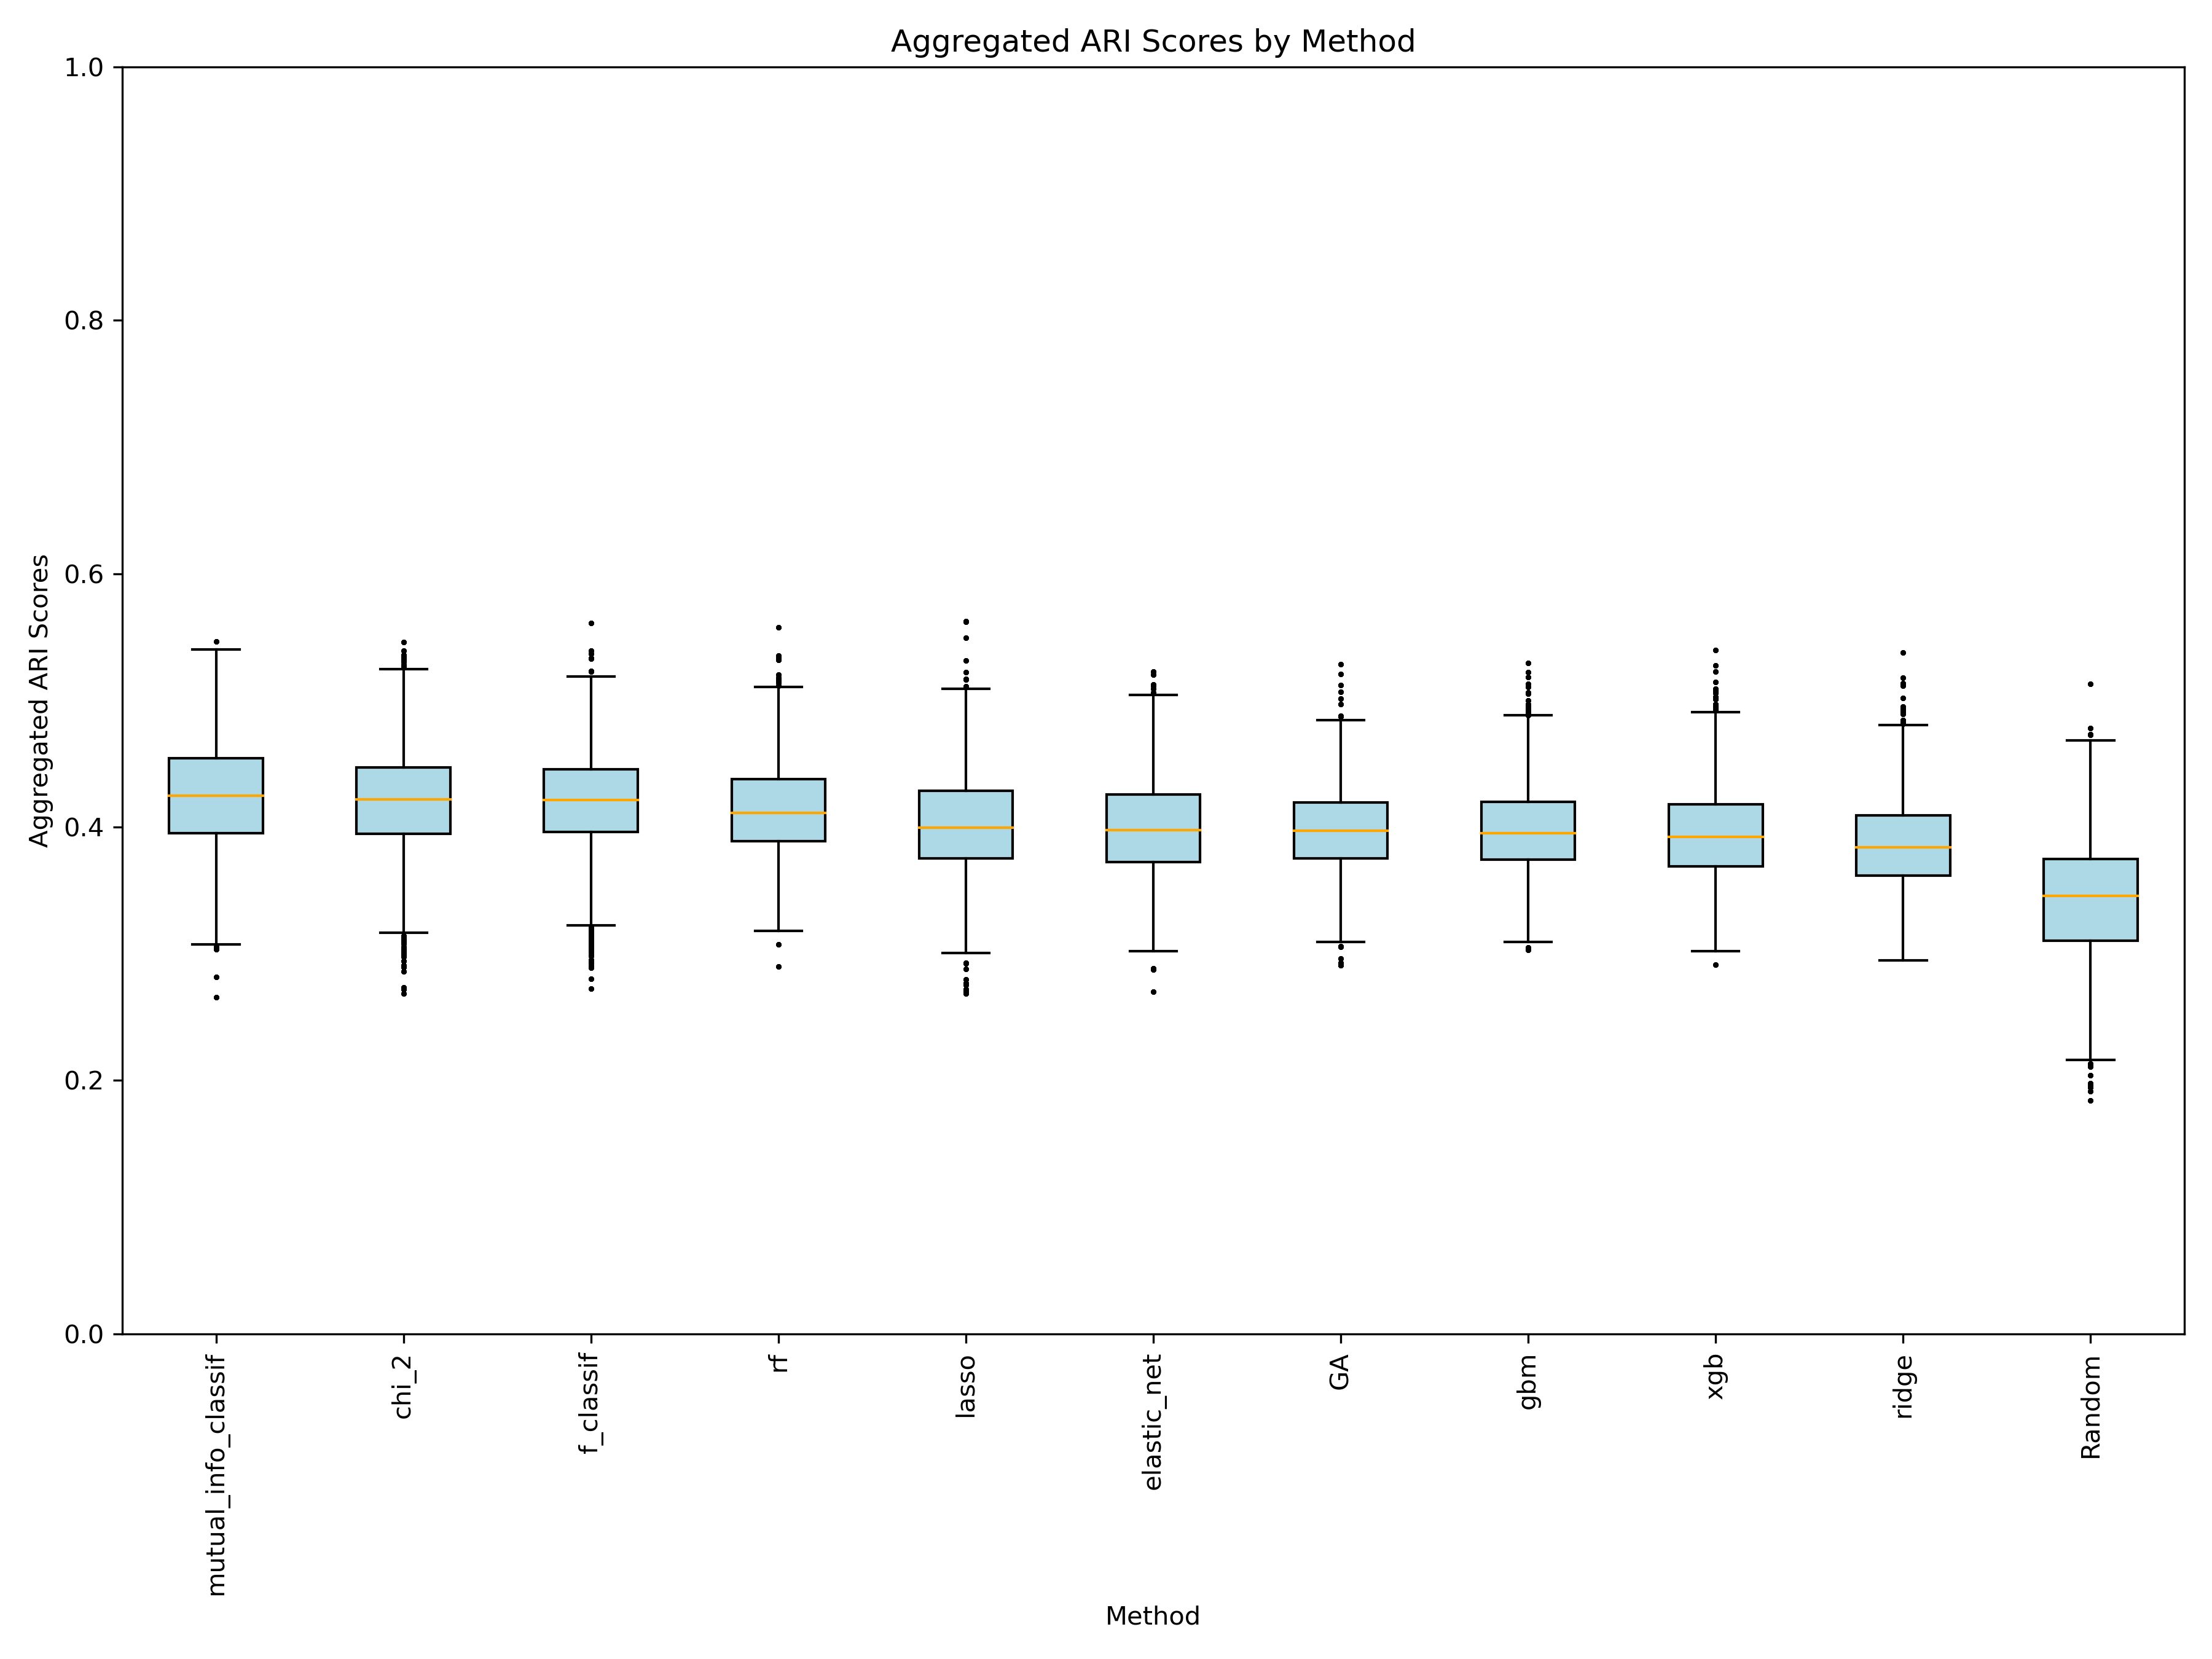 Aggregated ARI Scores by Method
Aggregated ARI Scores
1.0
0.8
0.6
0.4
0.2
0.0
mutual_info_classif
chi_2
f_classif
rf
lasso
elastic_net
GA
gbm
xgb
ridge
Random
Method